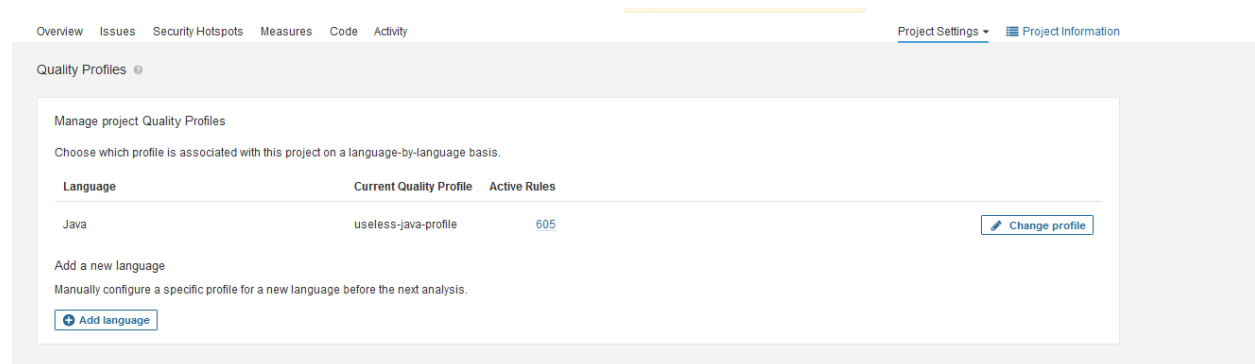 Overview Issues Security Hotspots Measures Code Activity Project Settings Project Information
Quality Profiles
Manage project Quality Profiles
Choose which profile is associated with this project on a language-by-language basis.
Language Current Quality Profile Active Rules
Java useless-java-profile 605 Change profile
Add a new language
Manually configure a specific profile for a new language before the next analysis.
Add language